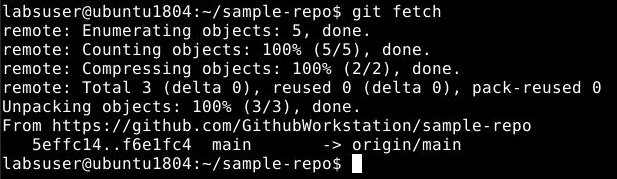 labsuser@ubuntu1804:~/sample-repo$ git fetch
remote: Enumerating objects: 5, done.
remote: Counting objects: 100% (5/5), done.
remote: Compressing objects: 100% (2/2), done.
remote: Total 3 (delta 0), reused 0 (delta 0), pack-reused 0
Unpacking objects: 100% (3/3), done.
From https://github.com/GithubWorkstation/sample-repo
   5effc14..f6e1fc4  main       -> origin/main
labsuser@ubuntu1804:~/sample-repo$